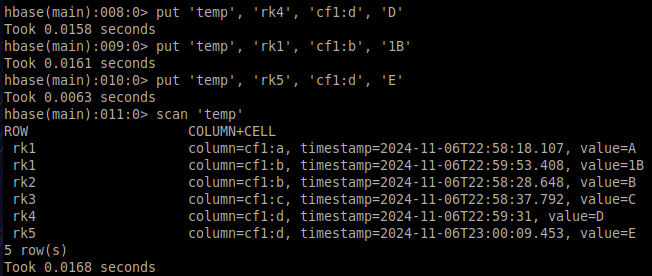 hbase(main):008:0> put 'temp', 'rk4', 'cf1:d', 'D'
Took 0.0158 seconds
hbase(main):009:0> put 'temp', 'rk1', 'cf1:b', '1B'
Took 0.0161 seconds
hbase(main):010:0> put 'temp', 'rk5', 'cf1:d', 'E'
Took 0.0063 seconds
hbase(main):011:0> scan 'temp'
ROW COLUMN+CELL
rk1 column=cf1:a, timestamp=2024-11-06T22:58:18.107, value=A
rk1 column=cf1:b, timestamp=2024-11-06T22:59:53.408, value=1B
rk2 column=cf1:b, timestamp=2024-11-06T22:58:28.648, value=B
rk3 column=cf1:c, timestamp=2024-11-06T22:58:37.792, value=C
rk4 column=cf1:d, timestamp=2024-11-06T22:59:31, value=D
rk5 column=cf1:d, timestamp=2024-11-06T23:00:09.453, value=E
5 row(s)
Took 0.0168 seconds